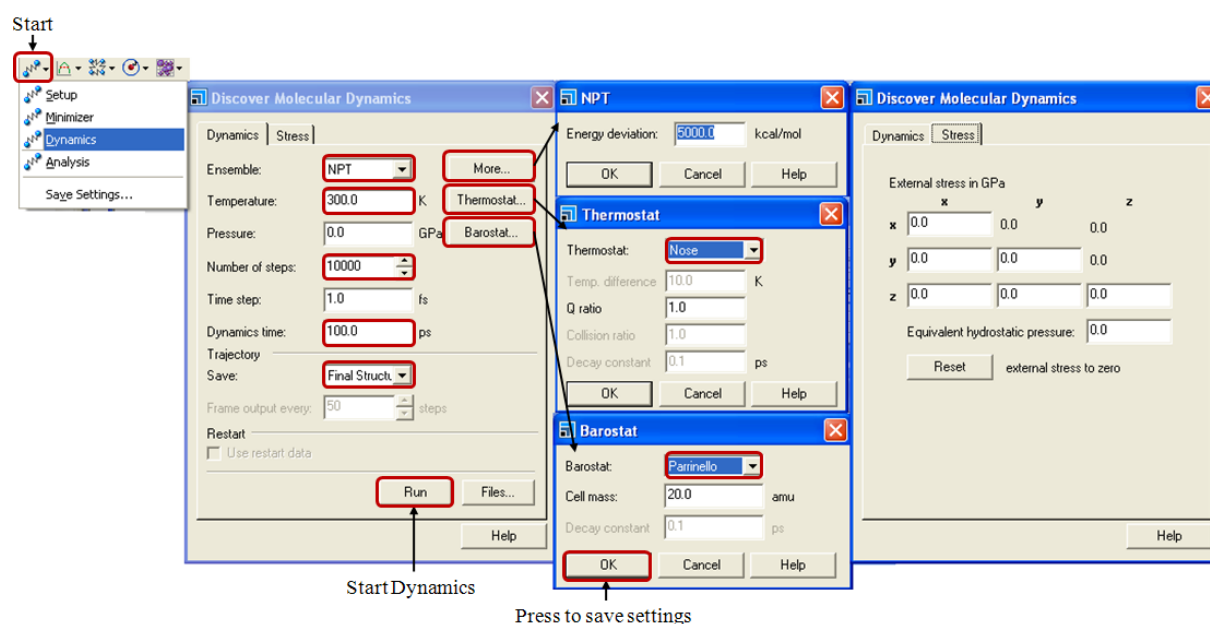 Start
Setup
Minimizer
Dynamics
Analysis
Save Settings...
Discover Molecular Dynamics
Dynamics Stress
Ensemble: NPT More...
Temperature: 300.0 K Thermostat...
Pressure: 0.0 GPa Barostat...
Number of steps: 10000
Time step: 1.0 fs
Dynamics time: 100.0 ps
Trajectory
Save: Final Structu
Frame output every: 50 steps
Restart
Use restart data
Run Files...
Help
Start Dynamics
NPT
Energy deviation: 5000.0 kcal/mol
OK Cancel Help
Thermostat
Thermostat: Nose
Temp. difference 10.0 K
Q ratio 1.0
Collision ratio 1.0
Decay constant 0.1 ps
OK Cancel Help
Barostat
Barostat: Parrinello
Cell mass: 20.0 amu
Decay constant 0.1 ps
OK Cancel Help
Press to save settings
Discover Molecular Dynamics
Dynamics Stress
External stress in GPa
x y z
x 0.0 0.0 0.0
y 0.0 0.0 0.0
z 0.0 0.0 0.0
Equivalent hydrostatic pressure: 0.0
Reset external stress to zero
Help